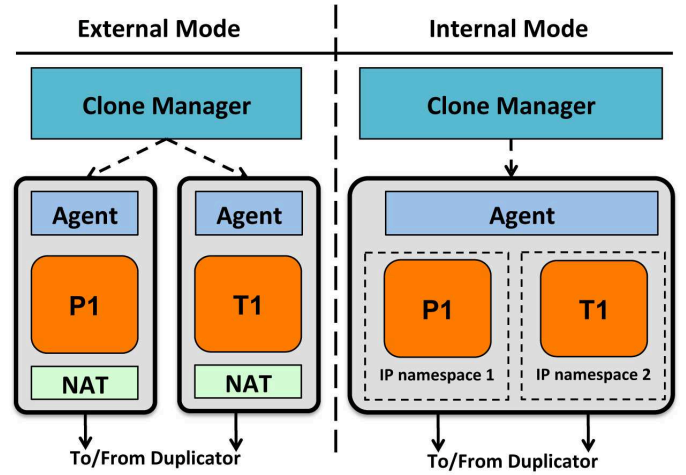 External Mode
Internal Mode
Clone Manager
Clone Manager
Agent
Agent
Agent
P1
T1
P1
T1
NAT
NAT
IP namespace 1
IP namespace 2
To/From Duplicator
To/From Duplicator